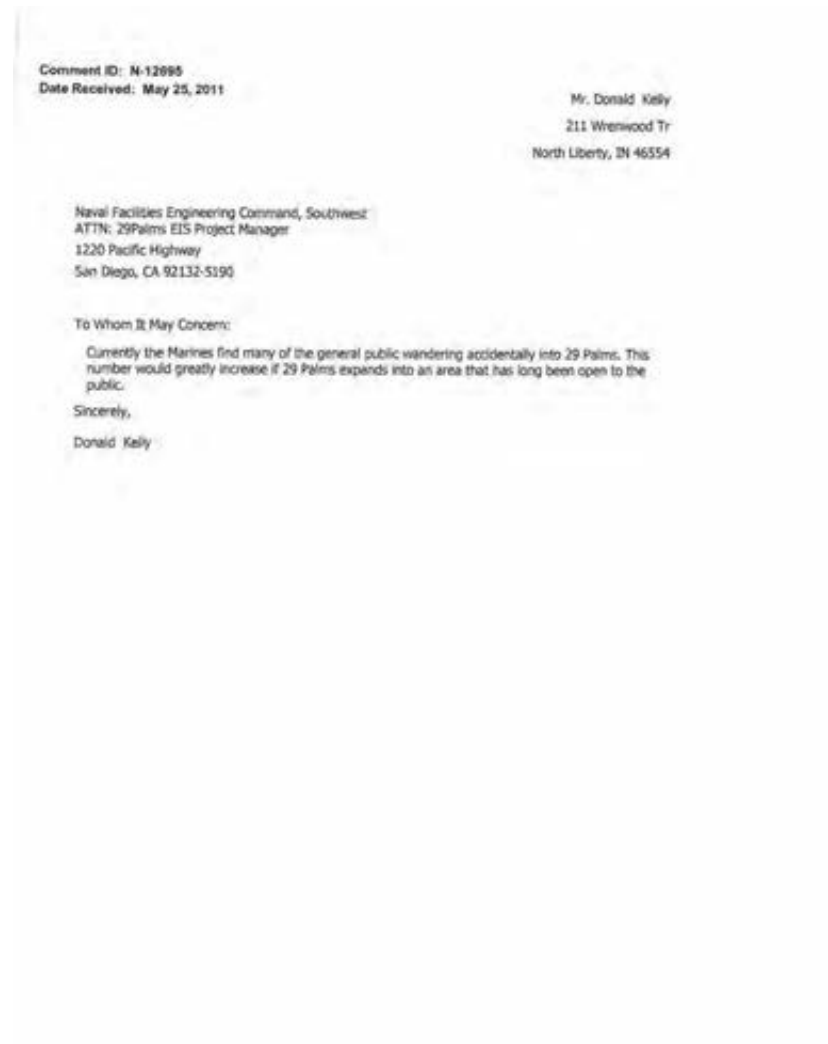 Comment ID: N-12695
Date Received: May 25, 2011
Mr. Donald Kelly
211 Wrenwood Tr
North Liberty, IN 46554
Naval Facilities Engineering Command, Southwest
ATTN: 29Palms EIS Project Manager
1220 Pacific Highway
San Diego, CA 92132-5190
To Whom It May Concern:
Currently the Marines find many of the general public wandering accidentally into 29 Palms. This
number would greatly increase if 29 Palms expands into an area that has long been open to the
public.
Sincerely,
Donald Kelly